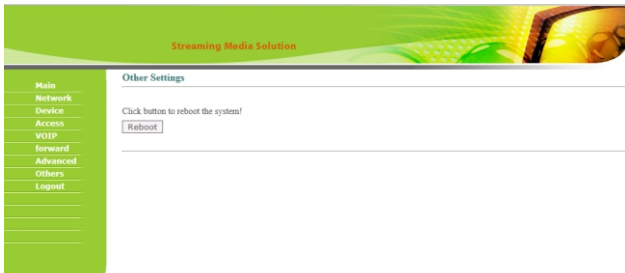 Streaming Media Solution
Main
Network
Device
Access
VOIP
forward
Advanced
Others
Logout
Other Settings
Click button to reboot the system!
Reboot